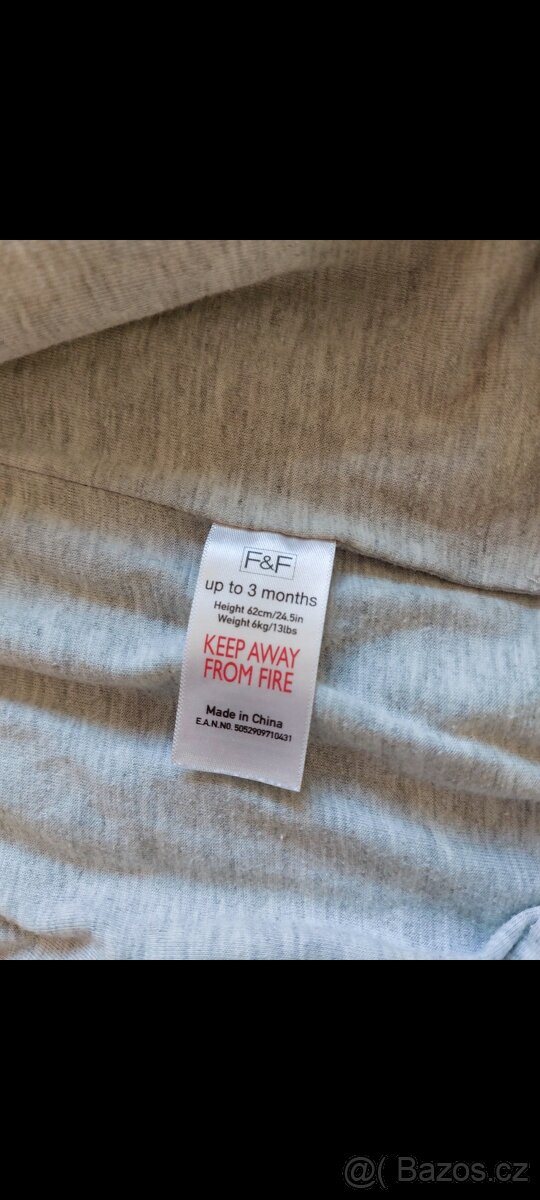 F&F
up to 3 months
Height 62cm/24.5in
Weight 6kg/13lbs
KEEP AWAY
FROM FIRE
Made in China
E.A.N.NO. 5052909710431
@( Bazos.cz